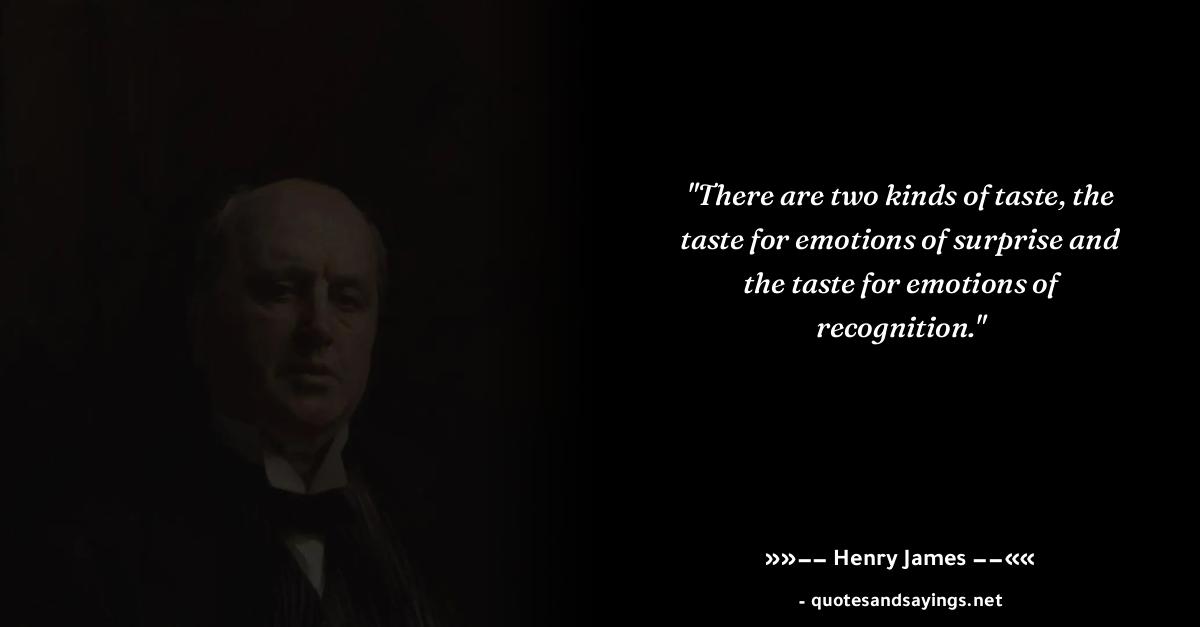 "There are two kinds of taste, the
taste for emotions of surprise and
the taste for emotions of
recognition."
»»−− Henry James −−««
- quotesandsayings.net